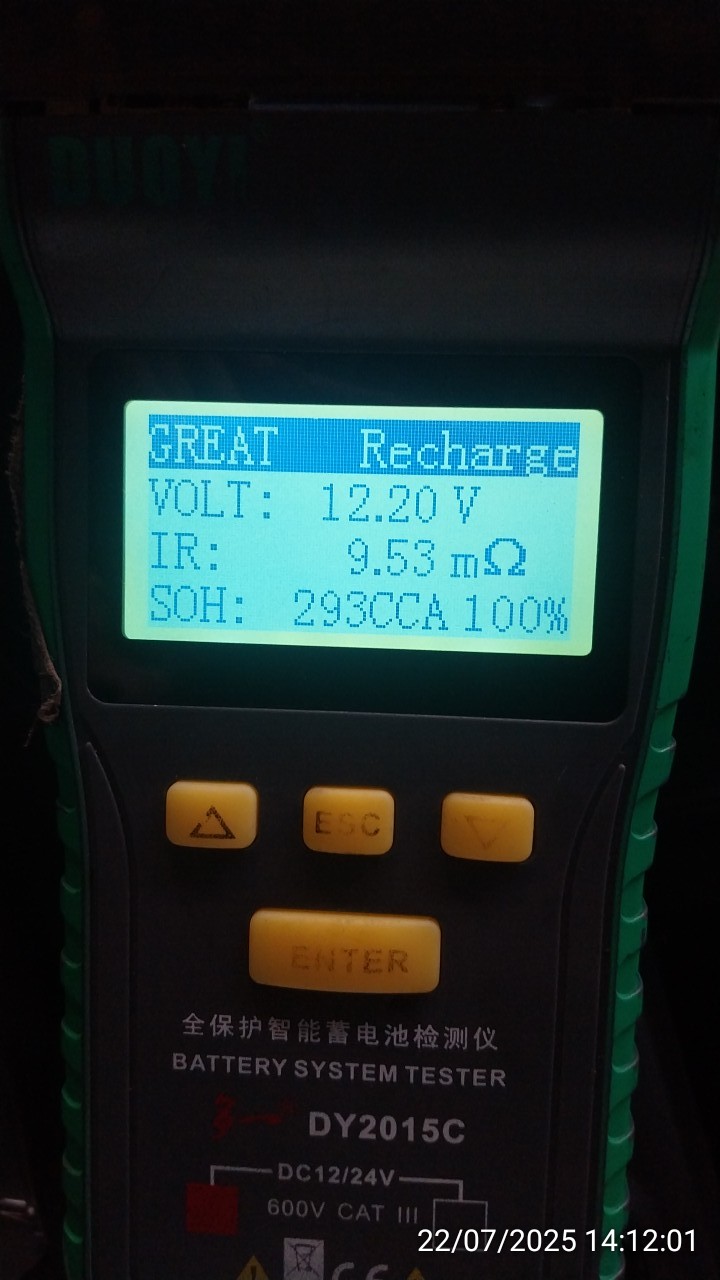 DUOYI
GREAT Recharge
VOLT: 12.20 V
IR: 9.53 mΩ
SOH: 293CCA 100%
ESC
ENTER
全保护智能蓄电池检测仪
BATTERY SYSTEM TESTER
DY2015C
DC12/24V
600V CAT III
CE
22/07/2025 14:12:01